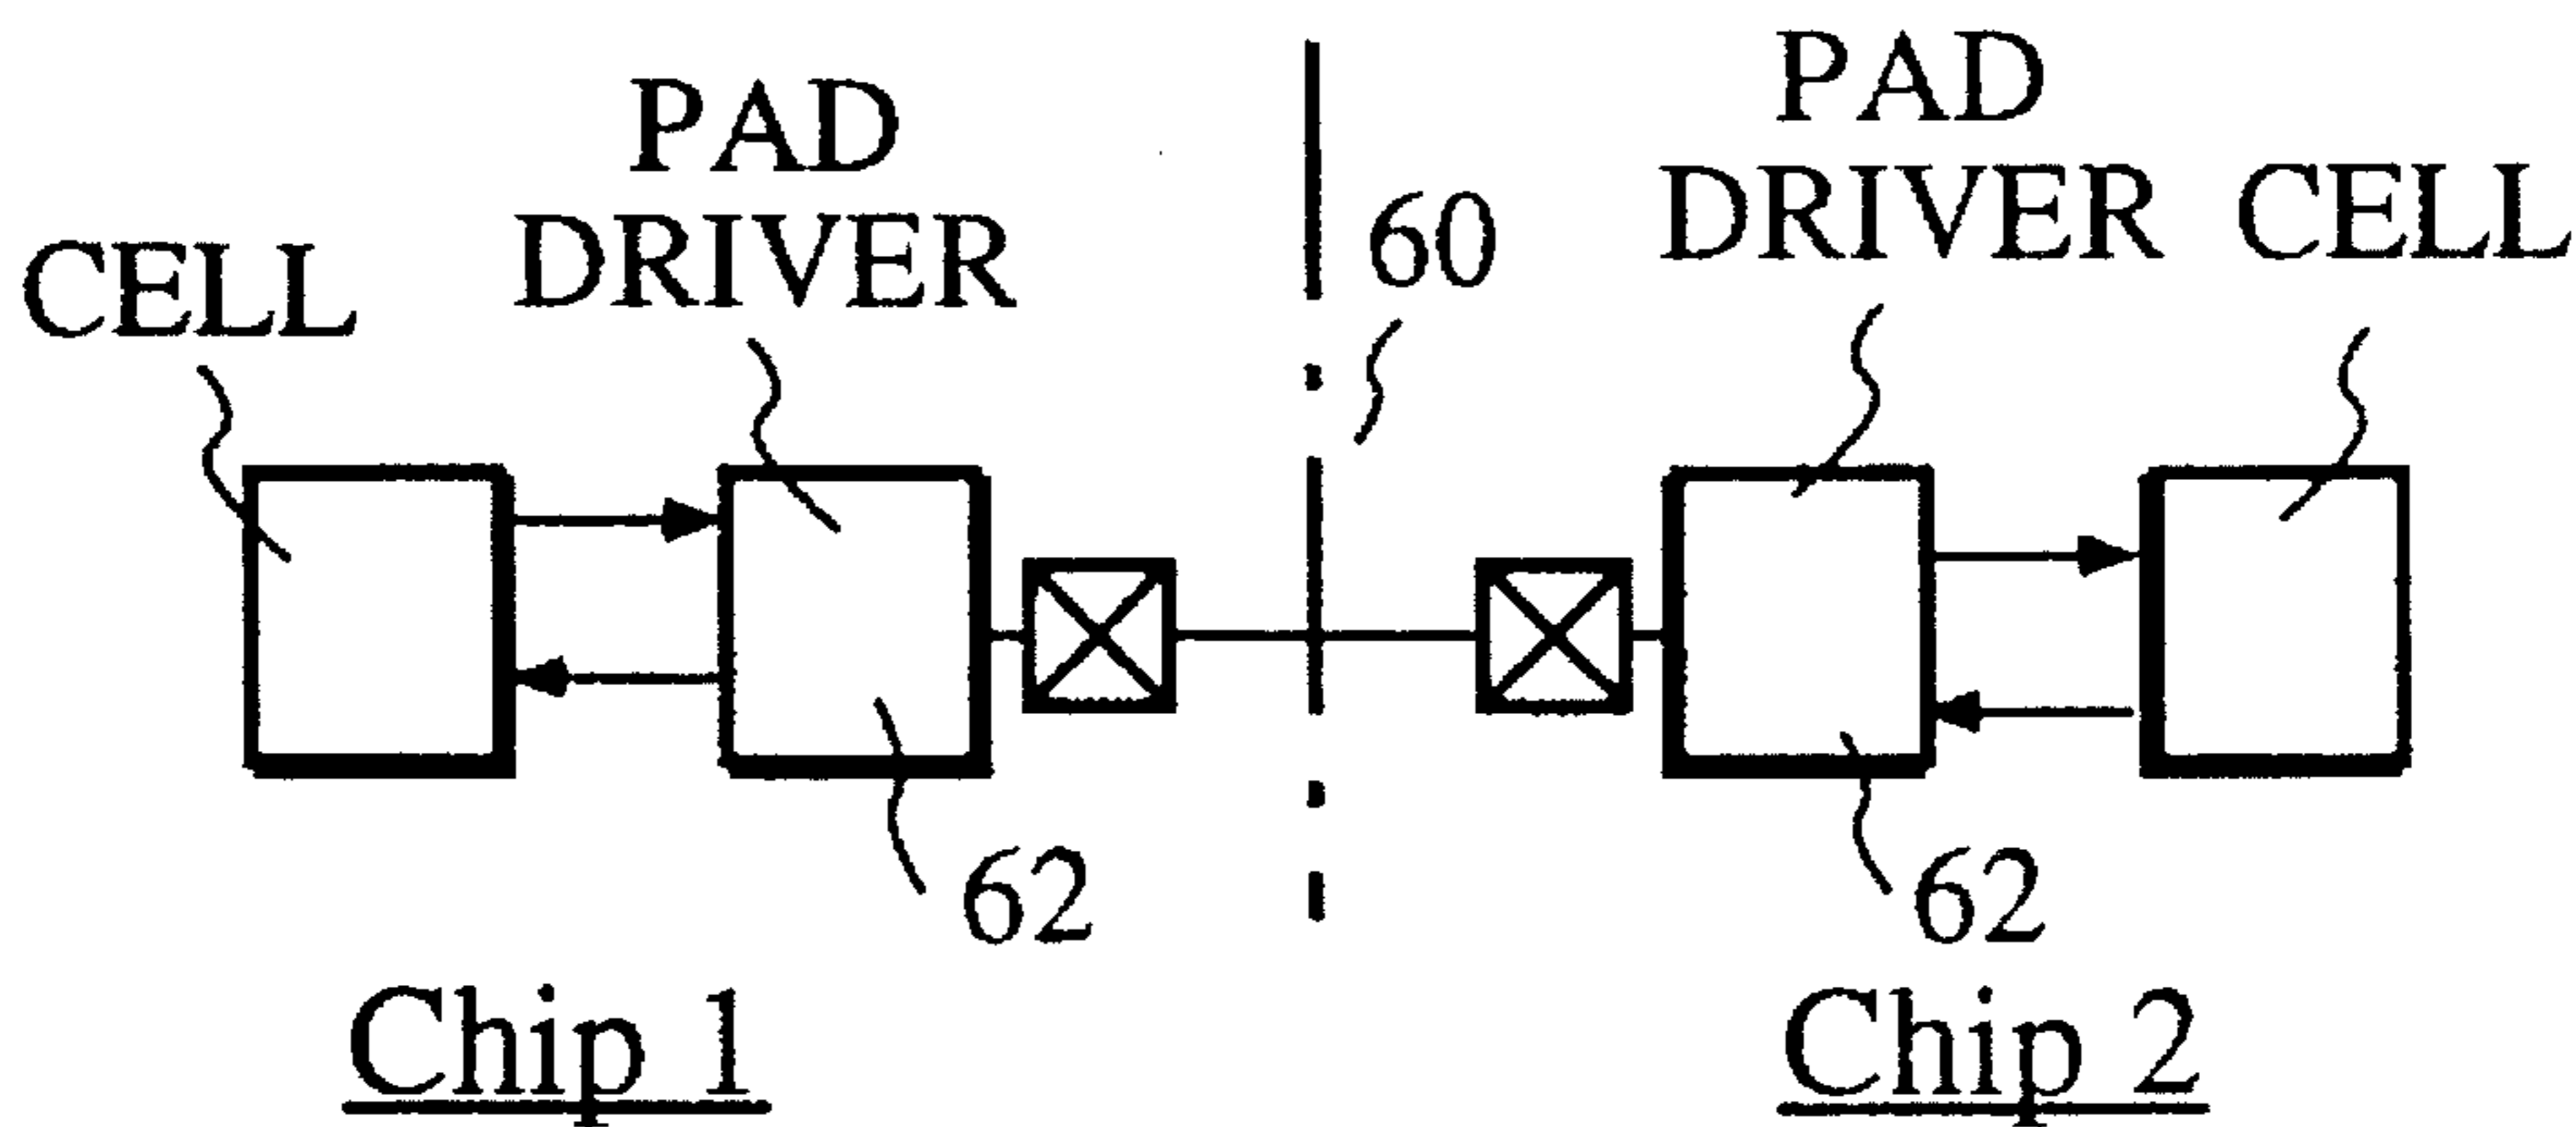 PAD
DRIVER
CELL
60
PAD
DRIVER CELL
62
62
Chip 1
Chip 2